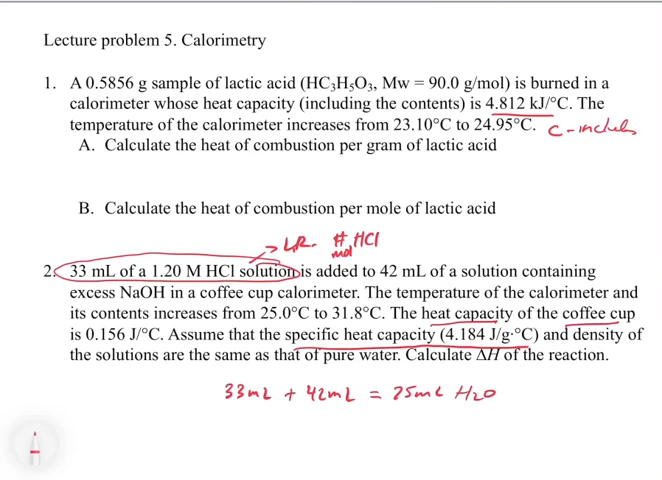 Lecture problem 5. Calorimetry
1. A 0.5856 g sample of lactic acid (HC₃H₅O₃, Mw = 90.0 g/mol) is burned in a
calorimeter whose heat capacity (including the contents) is 4.812 kJ/°C. The
temperature of the calorimeter increases from 23.10°C to 24.95°C.
C - includes
A. Calculate the heat of combustion per gram of lactic acid
B. Calculate the heat of combustion per mole of lactic acid
→ LR. # HCl
mol
2. 33 mL of a 1.20 M HCl solution is added to 42 mL of a solution containing
excess NaOH in a coffee cup calorimeter. The temperature of the calorimeter and
its contents increases from 25.0°C to 31.8°C. The heat capacity of the coffee cup
is 0.156 J/°C. Assume that the specific heat capacity (4.184 J/g·°C) and density of
the solutions are the same as that of pure water. Calculate ΔH of the reaction.
33mL + 42mL = 75mL H₂O